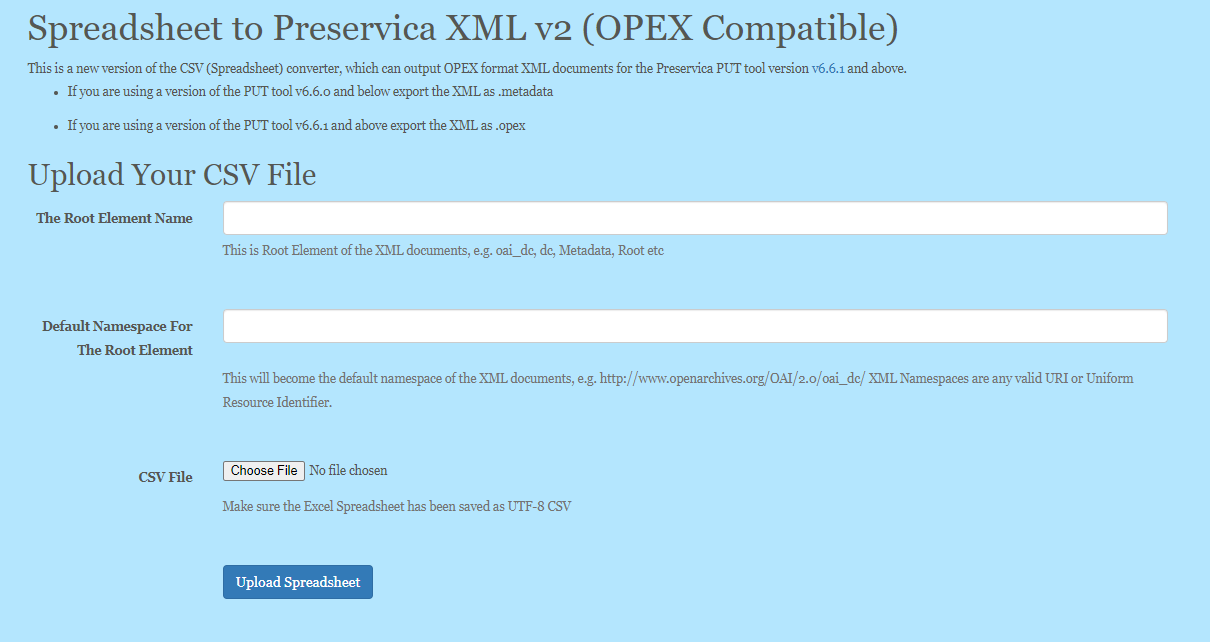 Spreadsheet to Preservica XML v2 (OPEX Compatible)
This is a new version of the CSV (Spreadsheet) converter, which can output OPEX format XML documents for the Preservica PUT tool version v6.6.1 and above.
• If you are using a version of the PUT tool v6.6.0 and below export the XML as .metadata
• If you are using a version of the PUT tool v6.6.1 and above export the XML as .opex
Upload Your CSV File
The Root Element Name
This is Root Element of the XML documents, e.g. oai_dc, dc, Metadata, Root etc
Default Namespace For
The Root Element
This will become the default namespace of the XML documents, e.g. http://www.openarchives.org/OAI/2.0/oai_dc/ XML Namespaces are any valid URI or Uniform
Resource Identifier.
CSV File
Choose File No file chosen
Make sure the Excel Spreadsheet has been saved as UTF-8 CSV
Upload Spreadsheet